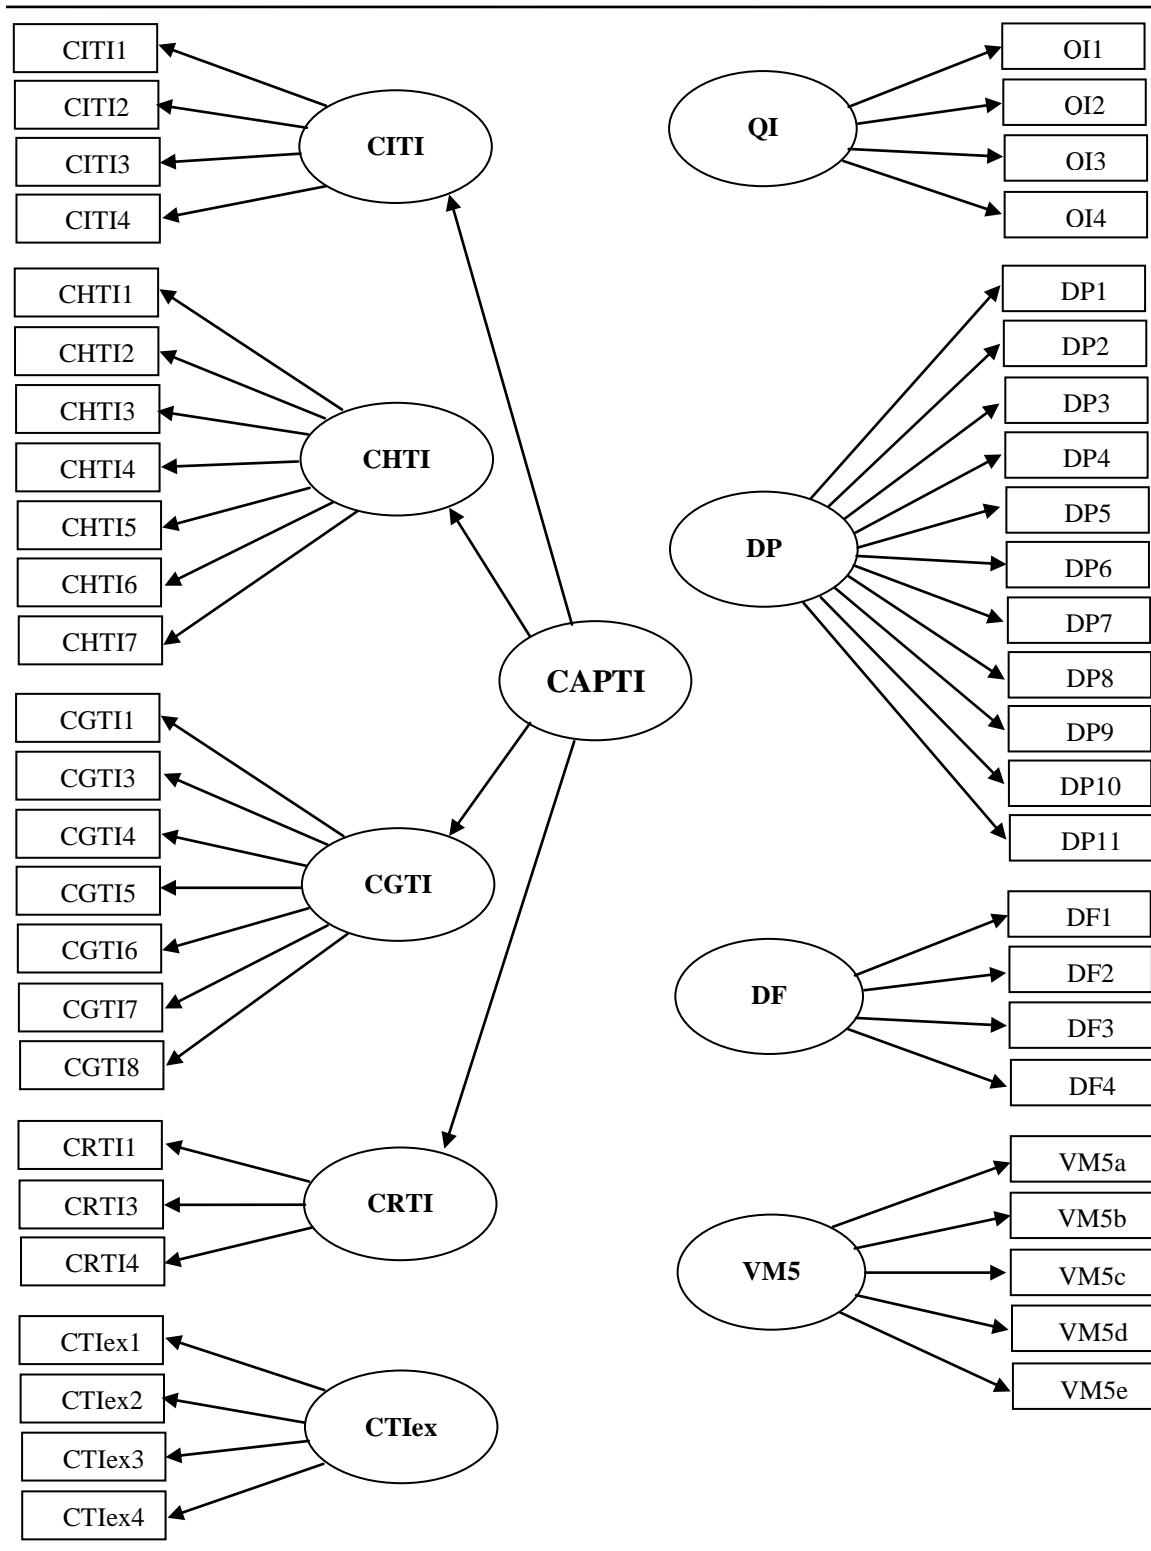 CITI1
CITI2
CITI3
CITI4
CITI
CHTI1
CHTI2
CHTI3
CHTI4
CHTI5
CHTI6
CHTI7
CHTI
CAPTI
CGTI1
CGTI3
CGTI4
CGTI5
CGTI6
CGTI7
CGTI8
CGTI
CRTI1
CRTI3
CRTI4
CRTI
CTIex1
CTIex2
CTIex3
CTIex4
CTIex
QI
OI1
OI2
OI3
OI4
DP
DP1
DP2
DP3
DP4
DP5
DP6
DP7
DP8
DP9
DP10
DP11
DF
DF1
DF2
DF3
DF4
VM5
VM5a
VM5b
VM5c
VM5d
VM5e